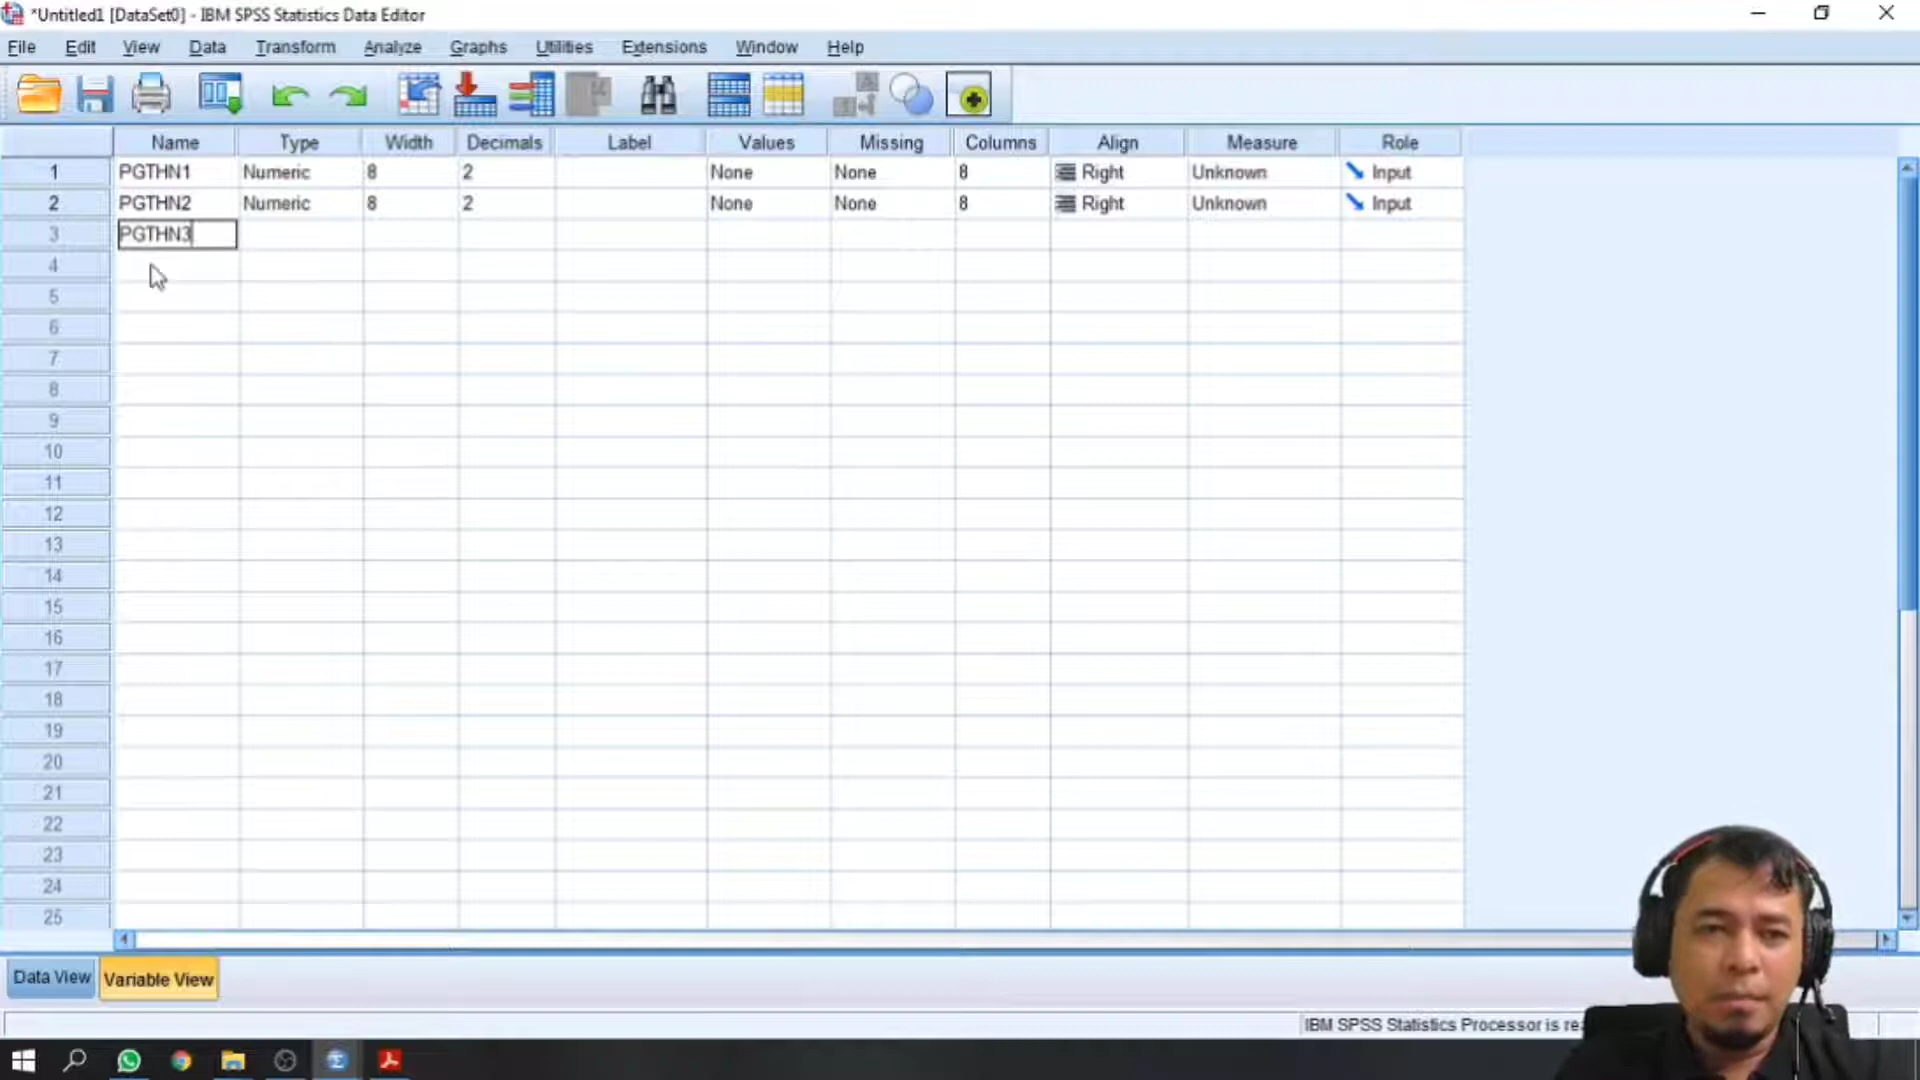 *Untitled1 [DataSet0] - IBM SPSS Statistics Data Editor
File Edit View Data Transform Analyze Graphs Utilities Extensions Window Help
Name Type Width Decimals Label Values Missing Columns Align Measure Role
1 PGTHN1 Numeric 8 2 None None 8 Right Unknown Input
2 PGTHN2 Numeric 8 2 None None 8 Right Unknown Input
3 PGTHN3
4
5
6
7
8
9
10
11
12
13
14
15
16
17
18
19
20
21
22
23
24
25
Data View Variable View
IBM SPSS Statistics Processor is